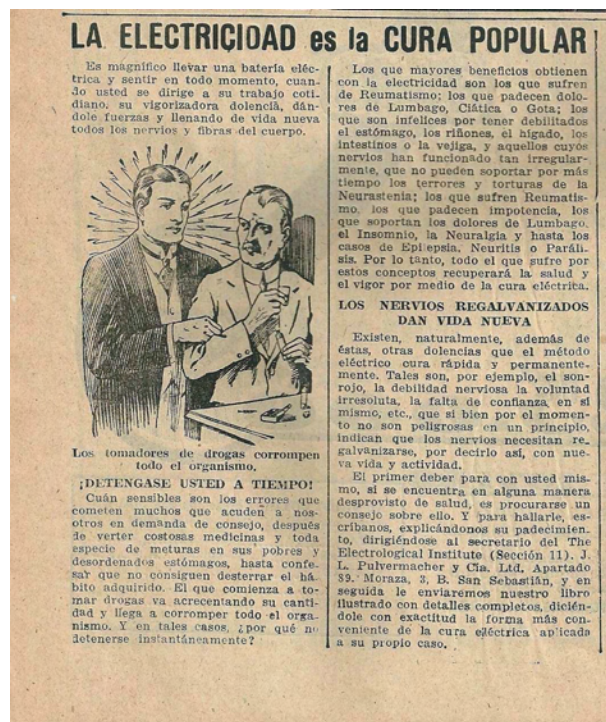 LA ELECTRICIOAD es la CURA POPULAR
Es magnífico llevar una batería eléc-
trica y sentir en todo momento, cuan-
do usted se dirige a su trabajo coti-
diano, su vigorizadora dolencia, dán-
dole fuerzas y llenando de vida nueva
todos los nervios y fibras del cuerpo.
Los tomadores de drogas corrompen
todo el organismo.
¡DETENGASE USTED A TIEMPO!
Cuán sensibles son los errores que
cometen muchos que acuden a nos-
otros en demanda de consejo, después
de verter costosas medicinas y toda
especie de meturas en sus pobres y
desordenados estómagos, hasta confe-
sar que no consiguen desterrar el há-
bito adquirido. El que comienza a to-
mar drogas va acrecentando su canti-
dad y llega a corromper todo el orga-
nismo. Y en tales casos, ¿por qué no
detenerse instantáneamente?
Los que mayores beneficios obtienen
con la electricidad son los que sufren
de Reumatismo; los que padecen dolo-
res de Lumbago, Ciática o Gota; los
que son infelices por tener debilitados
el estómago, los riñones, el hígado, los
intestinos o la vejiga, y aquellos cuyos
nervios han funcionado tan irregular-
mente, que no pueden soportar por más
tiempo los terrores y torturas de la
Neurastenia; los que sufren Reumatis-
mo, los que padecen impotencia, los
que soportan los dolores de Lumbago,
el Insomnio, la Neuralgia y hasta los
casos de Epilepsia, Neuritis o Paráli-
sis. Por lo tanto, todo el que sufre por
estos conceptos recuperará la salud y
el vigor por medio de la cura eléctrica.
LOS NERVIOS REGALVANIZADOS
DAN VIDA NUEVA
Existen, naturalmente, además de
éstas, otras dolencias que el método
eléctrico cura rápida y permanente-
mente. Tales son, por ejemplo, el son-
rojo, la debilidad nerviosa la voluntad
irresoluta, la falta de confianza en sí
mismo, etc., que si bien por el momen-
to no son peligrosas en un principio,
indican que los nervios necesitan re-
galvanizarse, por decirlo así, con nue-
va vida y actividad.
El primer deber para con usted mis-
mo, si se encuentra en alguna manera
desprovisto de salud, es procurarse un
consejo sobre ello. Y para hallarle, es-
críbanos, explicándonos su padecimien-
to, dirigiéndose al secretario del The
Electrological Institute (Sección 11). J.
L. Pulvermacher y Cía. Ltd. Apartado
89. Moraza, 3, B. San Sebastián, y en
seguida le enviaremos nuestro libro
ilustrado con detalles completos, dicién-
dole con exactitud la forma más con-
veniente de la cura eléctrica aplicada
a su propio caso.